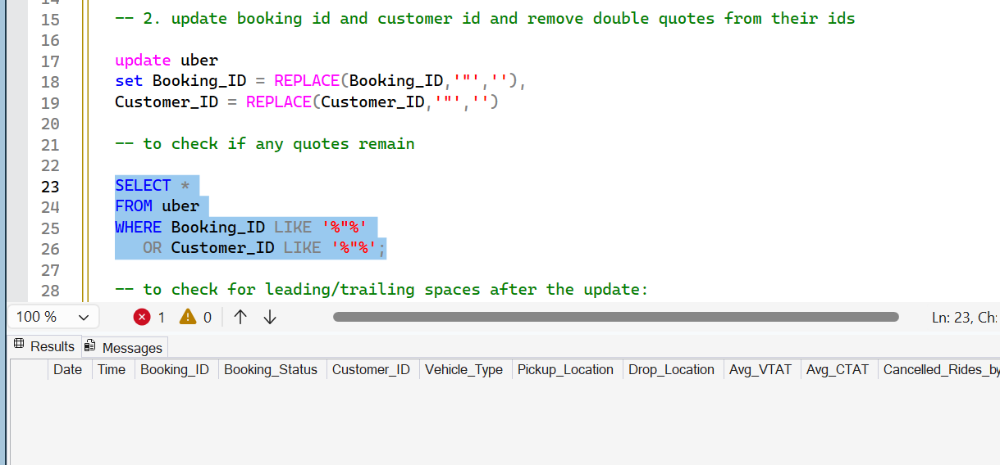 14
15 -- 2. update booking id and customer id and remove double quotes from their ids
16
17 update uber
18 set Booking_ID = REPLACE(Booking_ID,'"',''),
19 Customer_ID = REPLACE(Customer_ID,'"','')
20
21 -- to check if any quotes remain
22
23 SELECT *
24 FROM uber
25 WHERE Booking_ID LIKE '%"%'
26 OR Customer_ID LIKE '%"%';
27
28 -- to check for leading/trailing spaces after the update:
100 % 1 0 Ln: 23, Ch:
Results Messages
Date Time Booking_ID Booking_Status Customer_ID Vehicle_Type Pickup_Location Drop_Location Avg_VTAT Avg_CTAT Cancelled_Rides_by